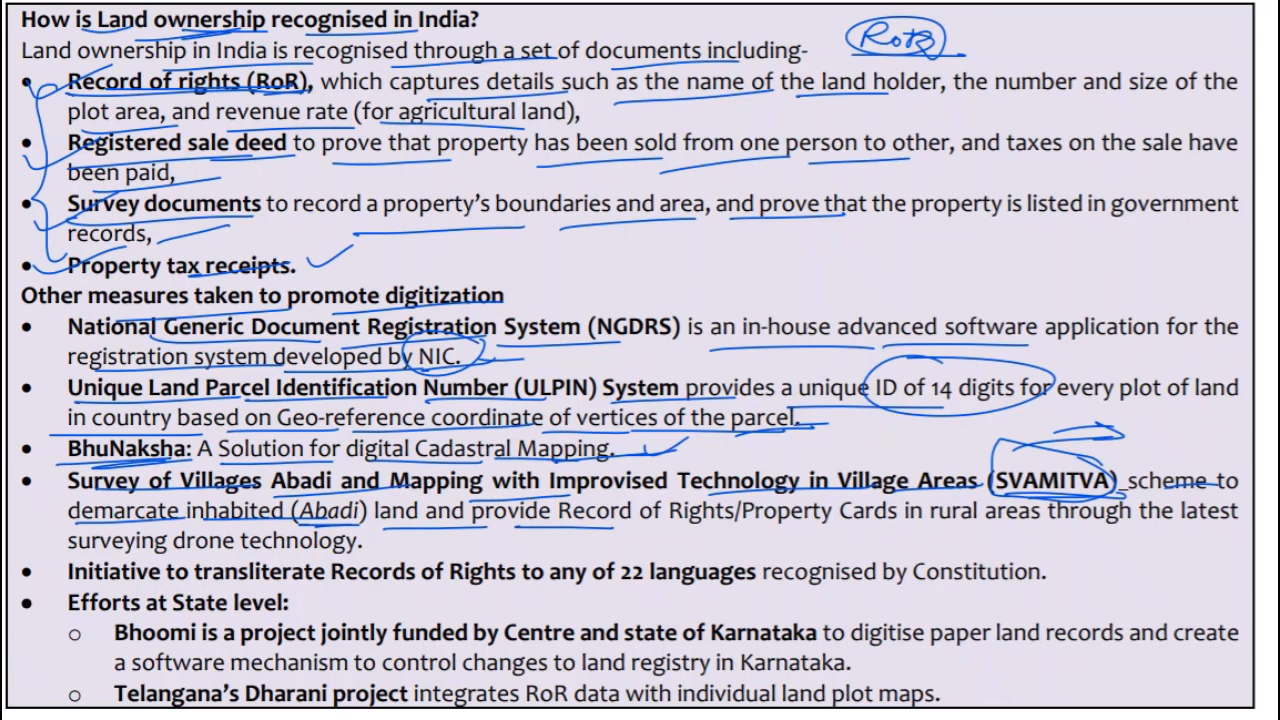 How is Land ownership recognised in India?
Land ownership in India is recognised through a set of documents including-
• Record of rights (RoR), which captures details such as the name of the land holder, the number and size of the
plot area, and revenue rate (for agricultural land),
• Registered sale deed to prove that property has been sold from one person to other, and taxes on the sale have
been paid,
• Survey documents to record a property's boundaries and area, and prove that the property is listed in government
records,
• Property tax receipts.
Other measures taken to promote digitization
• National Generic Document Registration System (NGDRS) is an in-house advanced software application for the
registration system developed by NIC.
• Unique Land Parcel Identification Number (ULPIN) System provides a unique ID of 14 digits for every plot of land
in country based on Geo-reference coordinate of vertices of the parcel.
• BhuNaksha: A Solution for digital Cadastral Mapping.
• Survey of Villages Abadi and Mapping with Improvised Technology in Village Areas (SVAMITVA) scheme to
demarcate inhabited (Abadi) land and provide Record of Rights/Property Cards in rural areas through the latest
surveying drone technology.
• Initiative to transliterate Records of Rights to any of 22 languages recognised by Constitution.
• Efforts at State level:
o Bhoomi is a project jointly funded by Centre and state of Karnataka to digitise paper land records and create
a software mechanism to control changes to land registry in Karnataka.
o Telangana's Dharani project integrates RoR data with individual land plot maps.